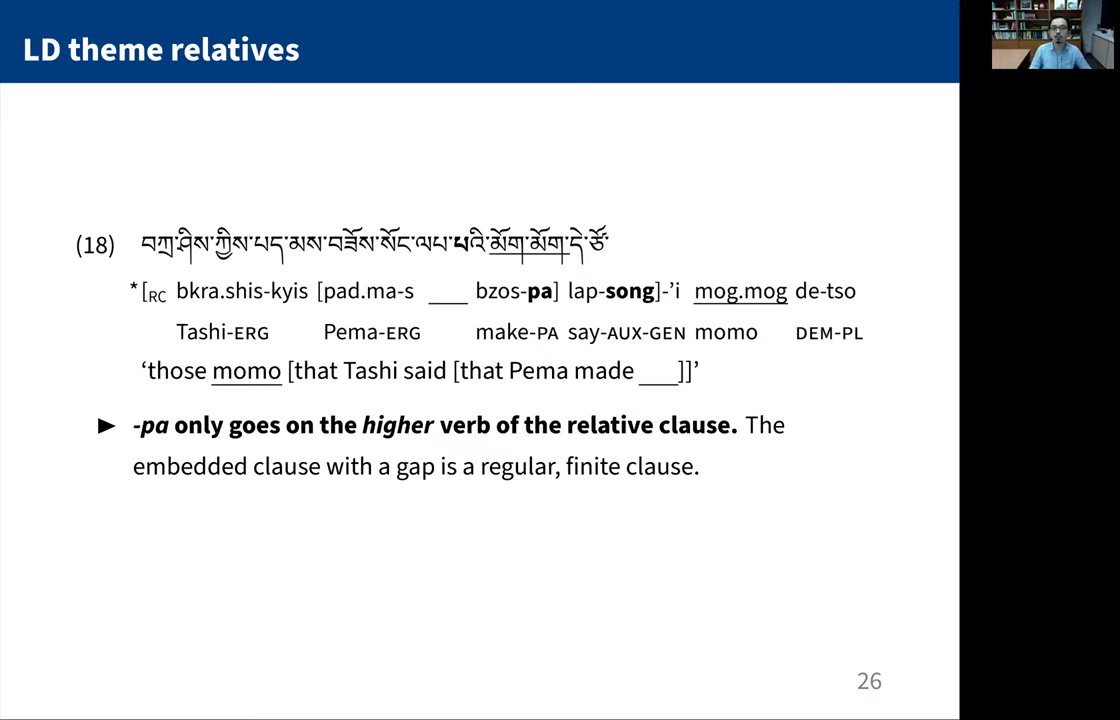 LD theme relatives
(18) བཀྲ་ཤིས་ཀྱིས་པད་མས་བཟོས་སོང་ལཔ་པའི་མོག་མོག་དེ་ཙོ་
*[RC bkra.shis-kyis [pad.ma-s ___ bzos-pa] lap-song]-’i mog.mog de-tso
Tashi-ERG Pema-ERG make-PA say-AUX-GEN momo DEM-PL
‘those momo [that Tashi said [that Pema made ___]]’
► -pa only goes on the higher verb of the relative clause. The
embedded clause with a gap is a regular, finite clause.
26